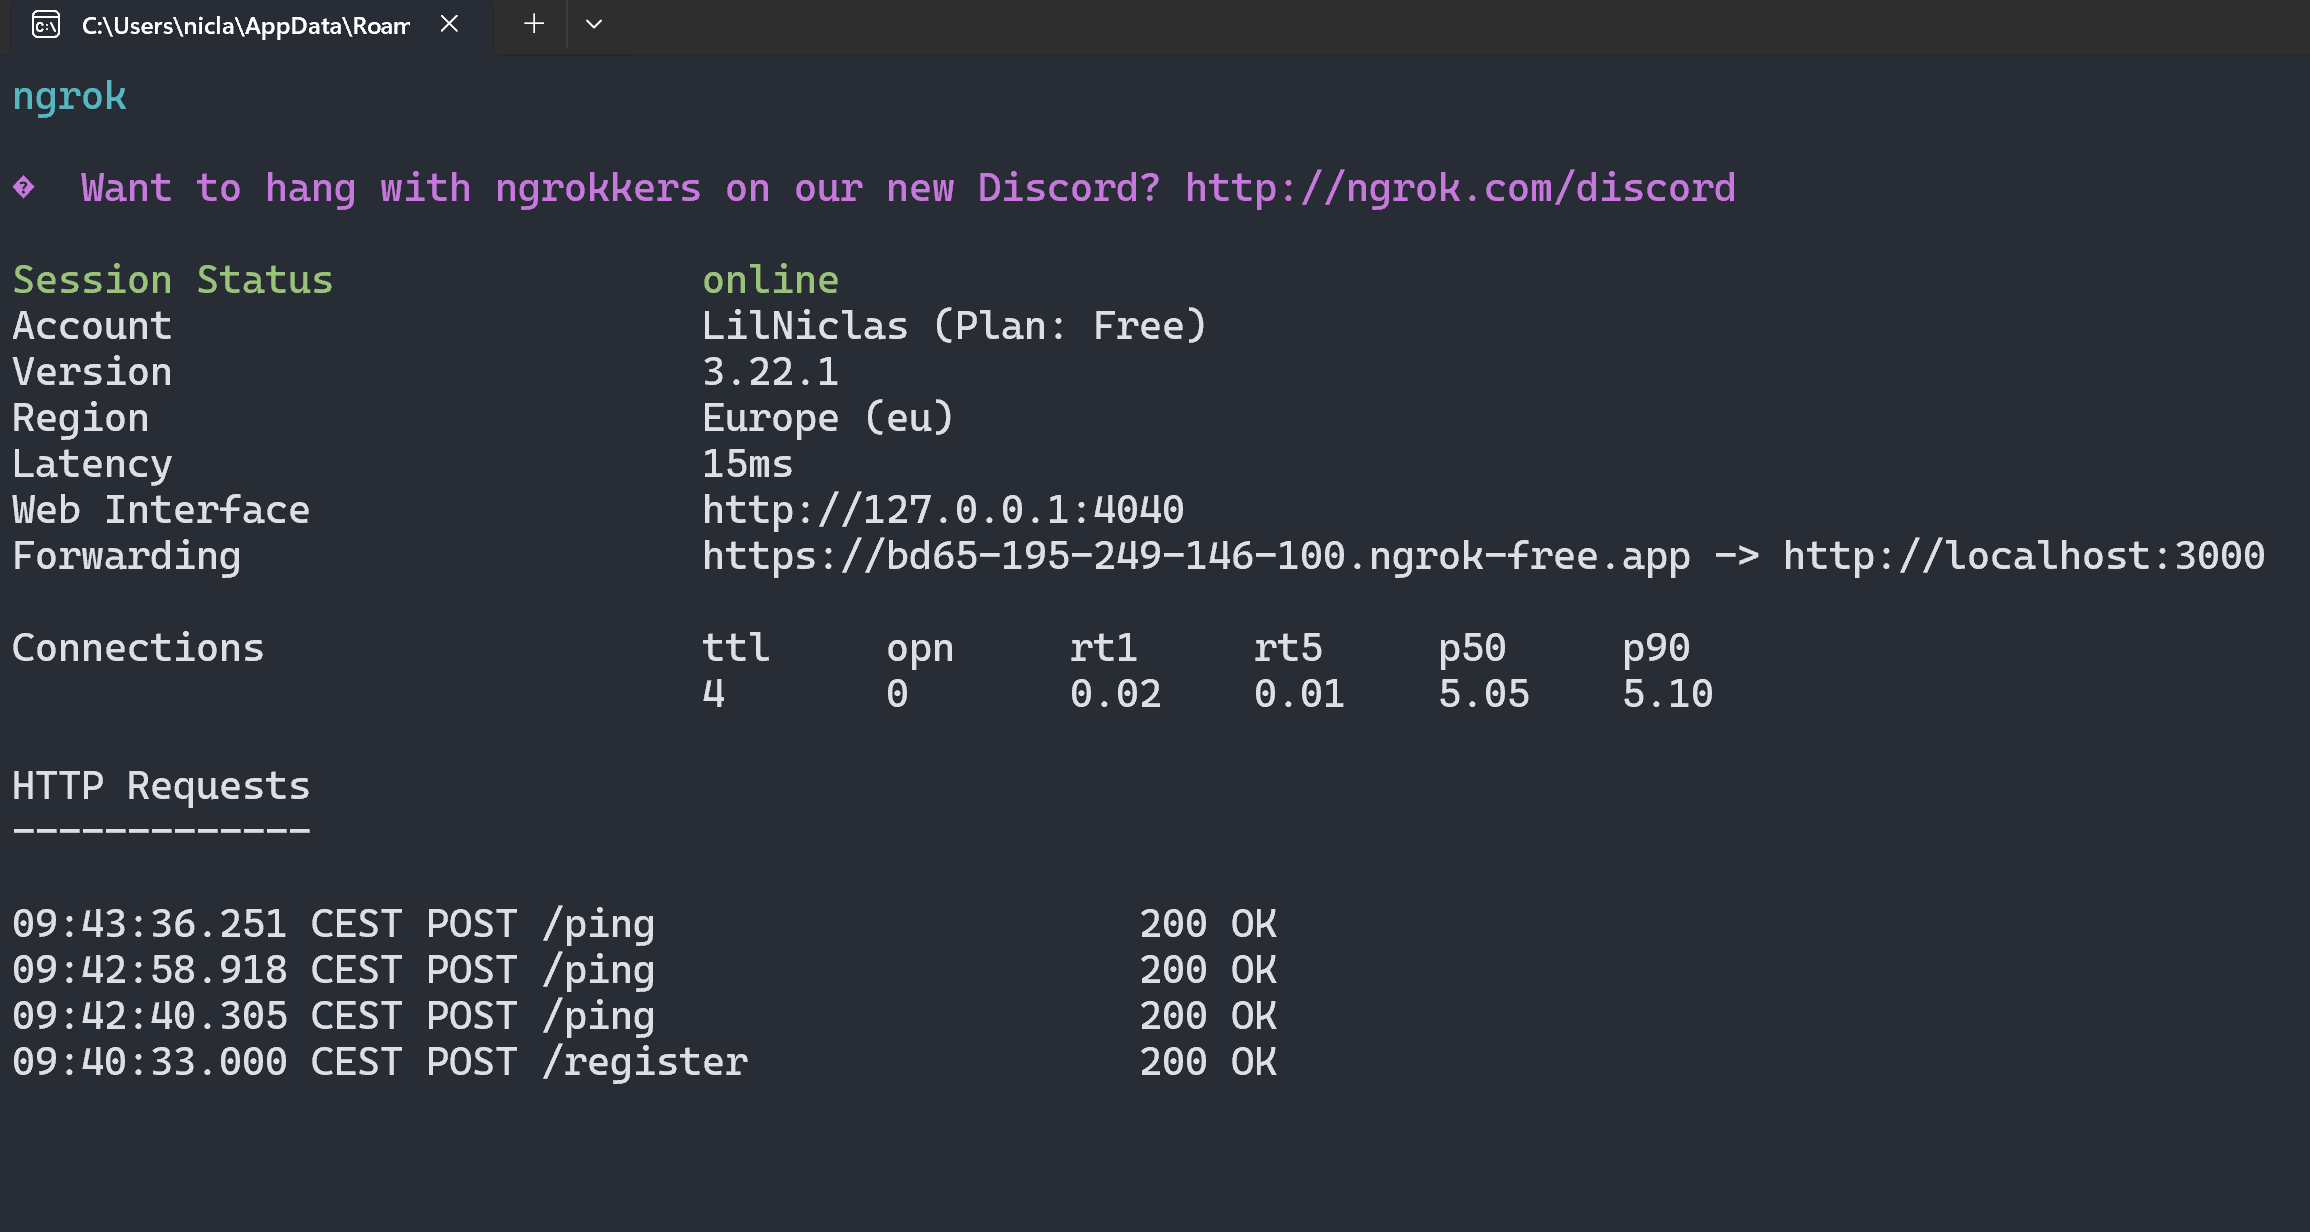 C:\Users\nicla\AppData\Roam
ngrok
� Want to hang with ngrokkers on our new Discord? http://ngrok.com/discord
Session Status online
Account LilNiclas (Plan: Free)
Version 3.22.1
Region Europe (eu)
Latency 15ms
Web Interface http://127.0.0.1:4040
Forwarding https://bd65-195-249-146-100.ngrok-free.app -> http://localhost:3000
Connections ttl opn rt1 rt5 p50 p90
4 0 0.02 0.01 5.05 5.10
HTTP Requests
-------------
09:43:36.251 CEST POST /ping 200 OK
09:42:58.918 CEST POST /ping 200 OK
09:42:40.305 CEST POST /ping 200 OK
09:40:33.000 CEST POST /register 200 OK